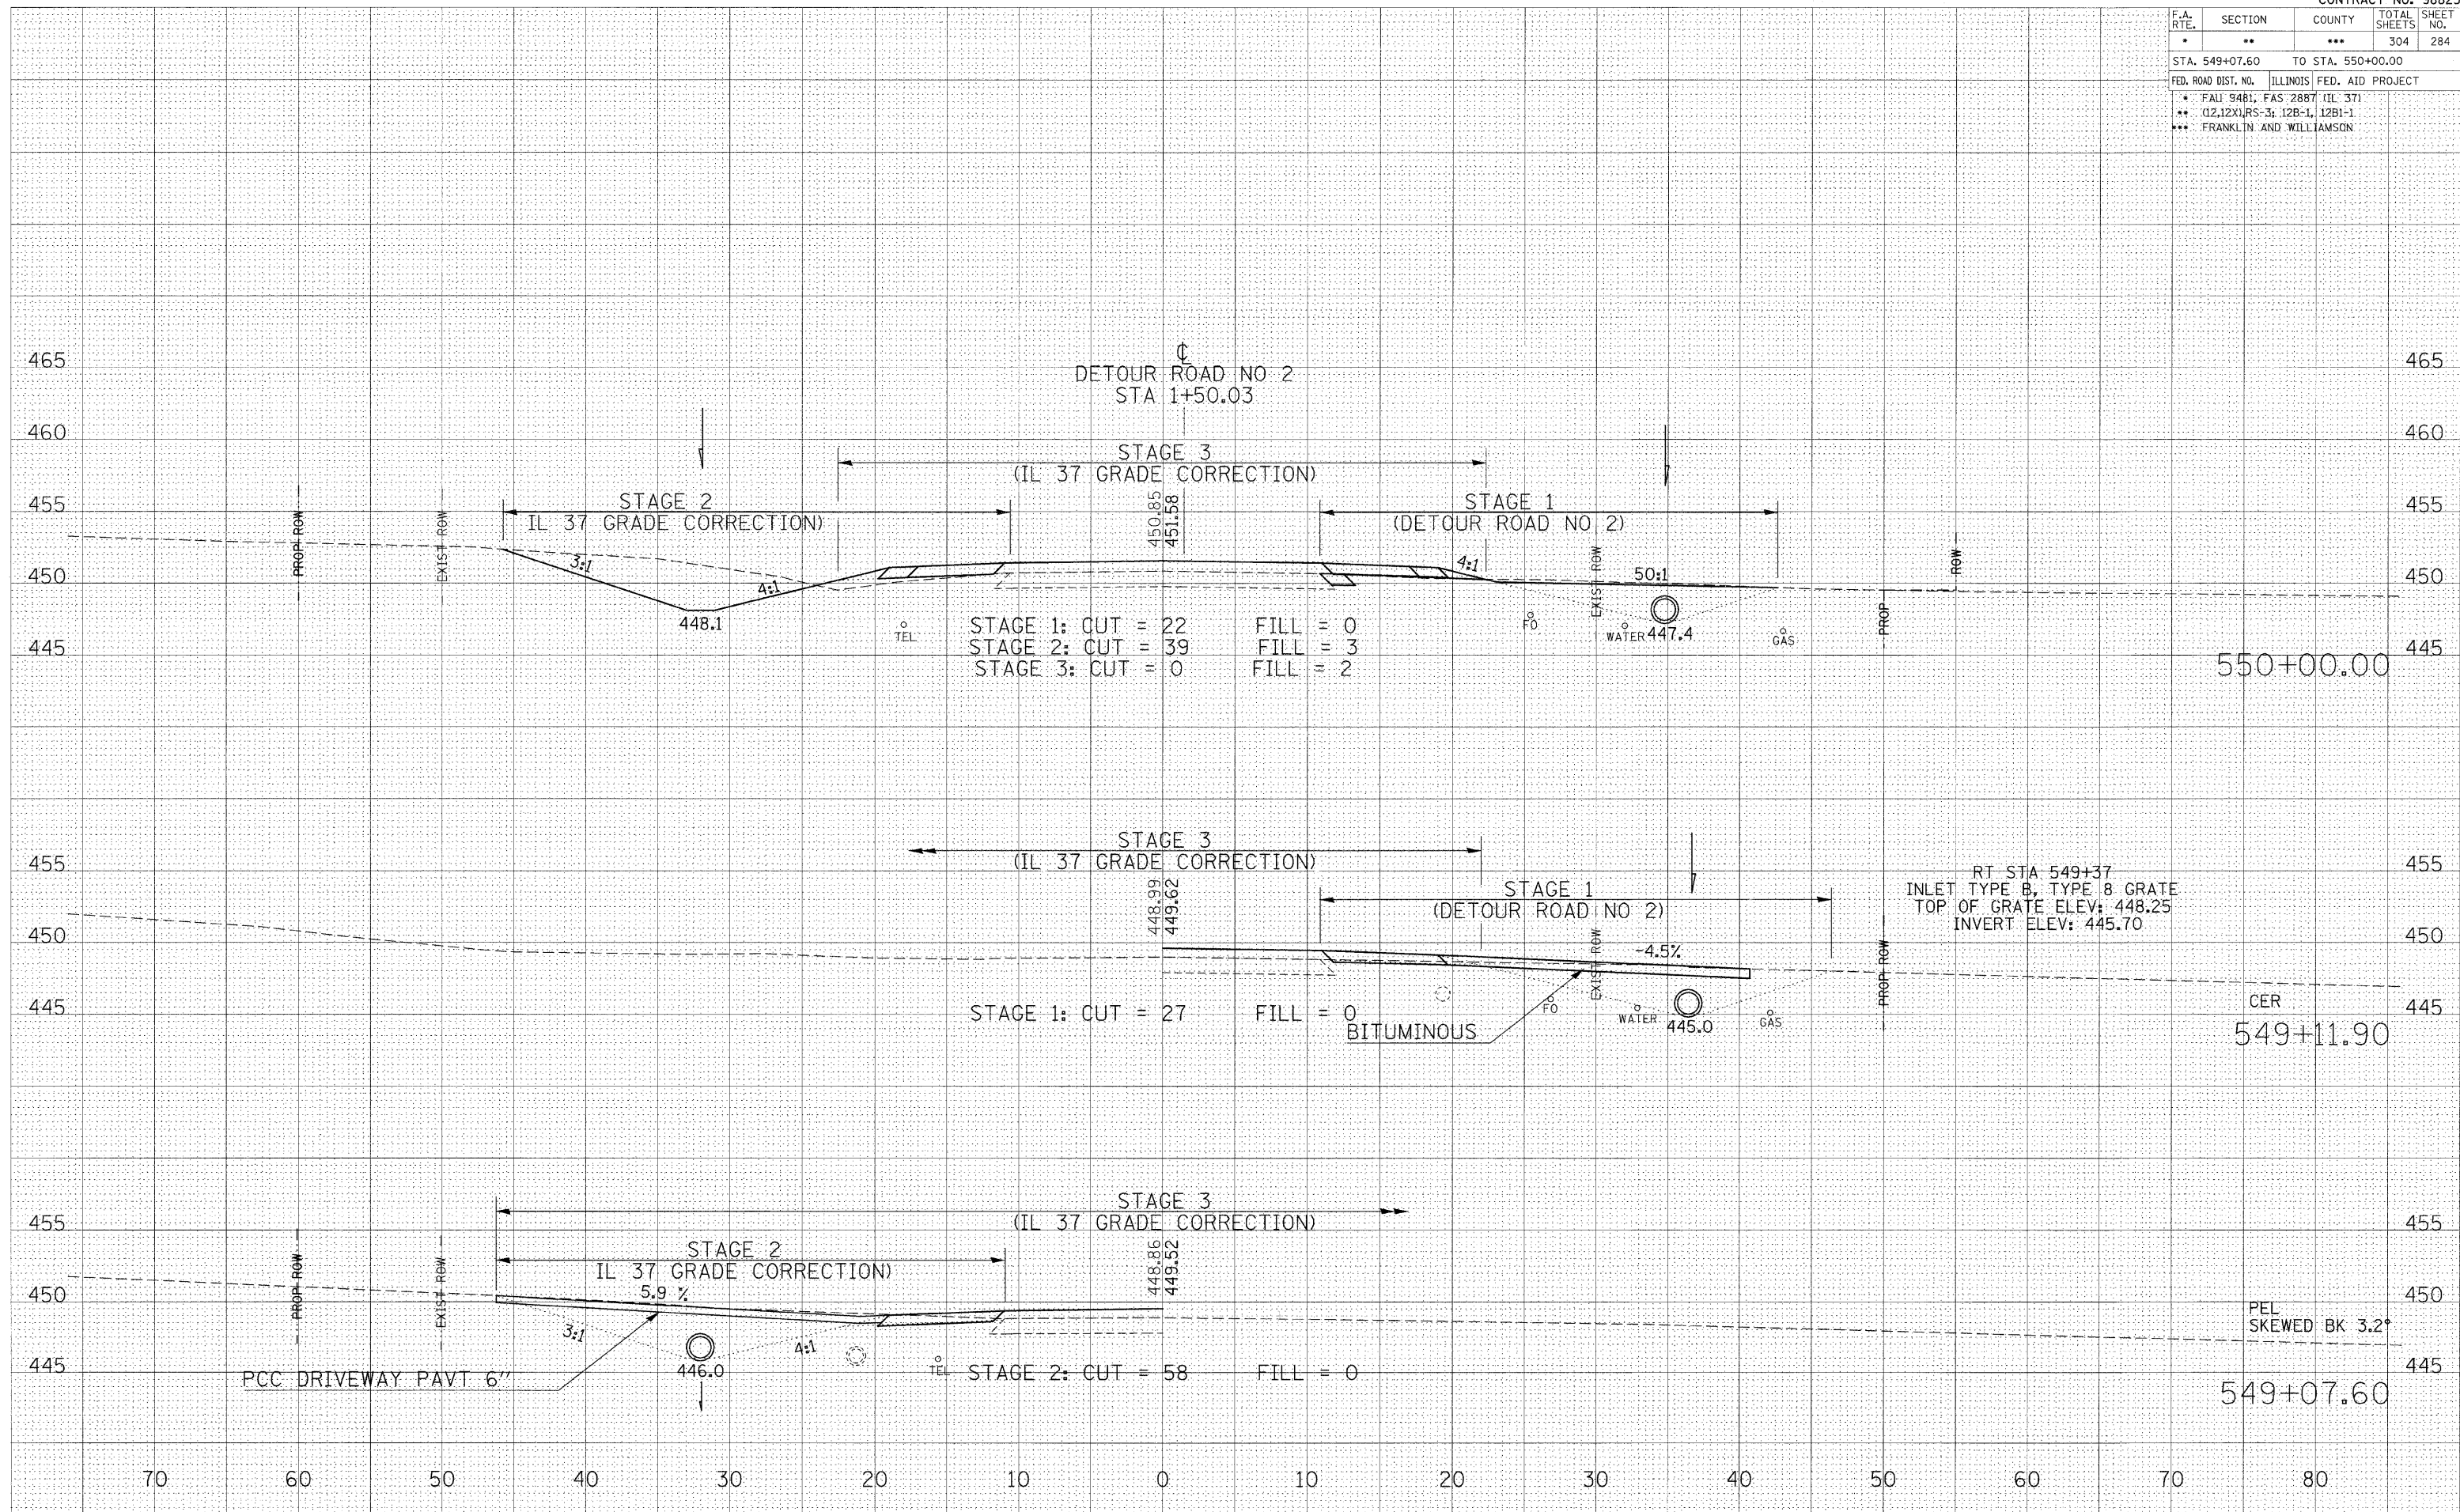 F.A. RTE. SECTION COUNTY TOTAL SHEETS SHEET NO.
* ** *** 304 284
STA. 549+07.60 TO STA. 550+00.00
FED. ROAD DIST. NO. ILLINOIS FED. AID PROJECT
* FAU 9481, FAS 2887 (IL 37)
** (12,12X),RS-3; 12B-1, 12B1-1
*** FRANKLIN AND WILLIAMSON
465 465
℄
DETOUR ROAD NO 2
STA 1+50.03
460 460
STAGE 3
(IL 37 GRADE CORRECTION)
STAGE 2
IL 37 GRADE CORRECTION)
450.85
451.58
STAGE 1
(DETOUR ROAD NO 2)
455 455
PROP ROW
EXIST ROW
EXIST ROW
ROW
PROP
3:1
4:1
4:1
50:1
450 450
448.1
TEL
FO
WATER 447.4
GAS
STAGE 1: CUT = 22 FILL = 0
STAGE 2: CUT = 39 FILL = 3
STAGE 3: CUT = 0 FILL = 2
445 445
550+00.00
STAGE 3
(IL 37 GRADE CORRECTION)
455 455
448.99
449.62
STAGE 1
(DETOUR ROAD NO 2)
RT STA 549+37
INLET TYPE B, TYPE 8 GRATE
TOP OF GRATE ELEV: 448.25
INVERT ELEV: 445.70
450 450
EXIST ROW
-4.5%
PROP ROW
FO
WATER
445.0
GAS
CER
445 445
STAGE 1: CUT = 27 FILL = 0
BITUMINOUS
549+11.90
STAGE 3
(IL 37 GRADE CORRECTION)
455 455
PROP ROW
EXIST ROW
STAGE 2
IL 37 GRADE CORRECTION)
448.86
449.52
5.9 %
450 450
PEL
SKEWED BK 3.2°
3:1
4:1
446.0
TEL
445 445
STAGE 2: CUT = 58 FILL = 0
PCC DRIVEWAY PAVT 6"
549+07.60
70 60 50 40 30 20 10 0 10 20 30 40 50 60 70 80